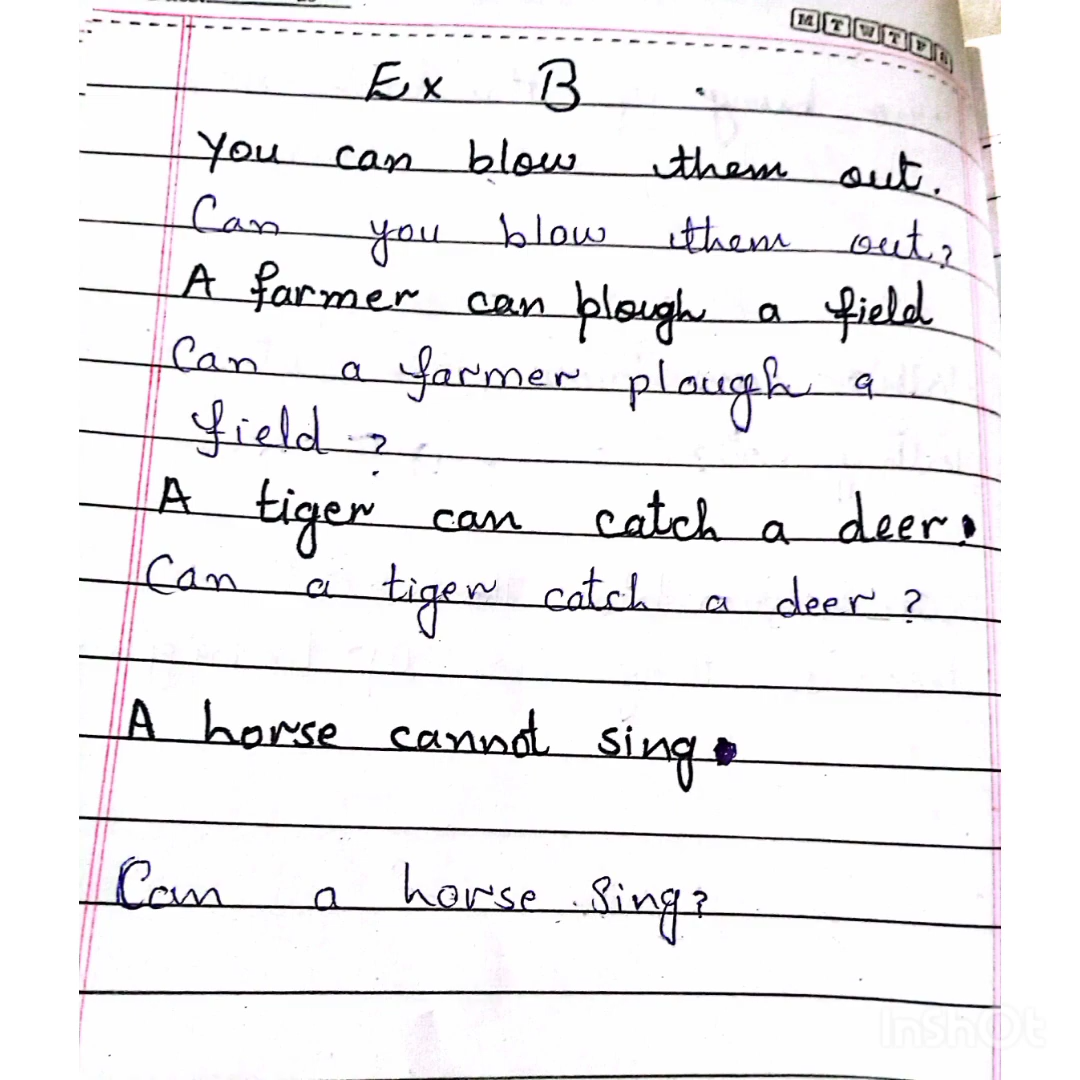 M T W T F S
Ex B
You can blow them out.
Can you blow them out?
A farmer can plough a field
Can a farmer plough a
field ?
A tiger can catch a deer.
Can a tiger catch a deer ?
A horse cannot sing.
Can a horse sing?
InShOt